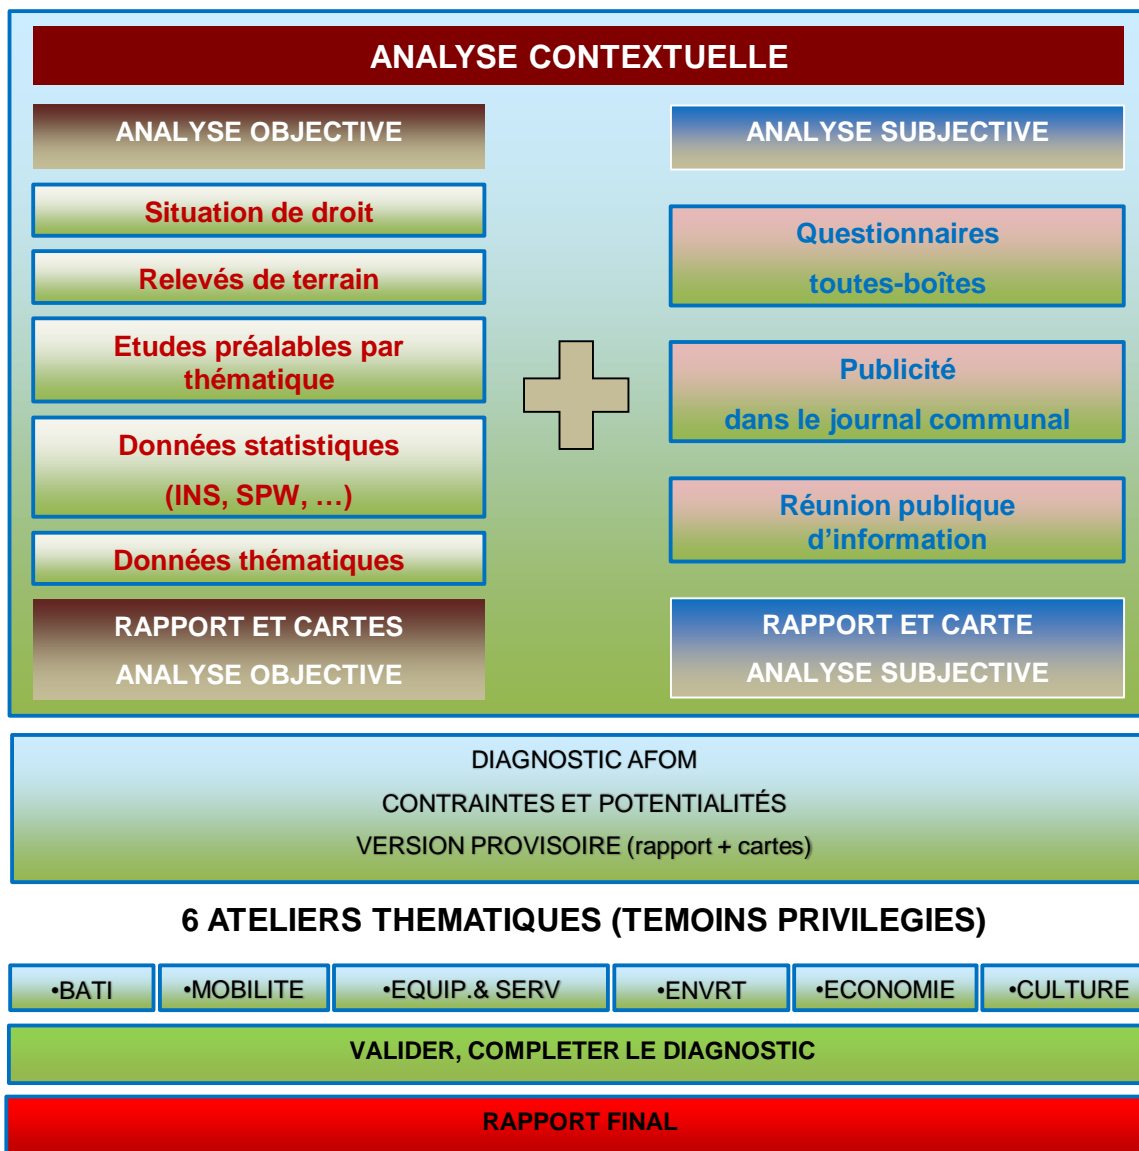 ANALYSE CONTEXTUELLE
ANALYSE OBJECTIVE
Situation de droit
Relevés de terrain
Etudes préalables par
thématique
Données statistiques
(INS, SPW, …)
Données thématiques
RAPPORT ET CARTES
ANALYSE OBJECTIVE
ANALYSE SUBJECTIVE
Questionnaires
toutes-boîtes
Publicité
dans le journal communal
Réunion publique
d’information
RAPPORT ET CARTE
ANALYSE SUBJECTIVE
DIAGNOSTIC AFOM
CONTRAINTES ET POTENTIALITÉS
VERSION PROVISOIRE (rapport + cartes)
6 ATELIERS THEMATIQUES (TEMOINS PRIVILEGIES)
•BATI
•MOBILITE
•EQUIP.& SERV
•ENVRT
•ECONOMIE
•CULTURE
VALIDER, COMPLETER LE DIAGNOSTIC
RAPPORT FINAL